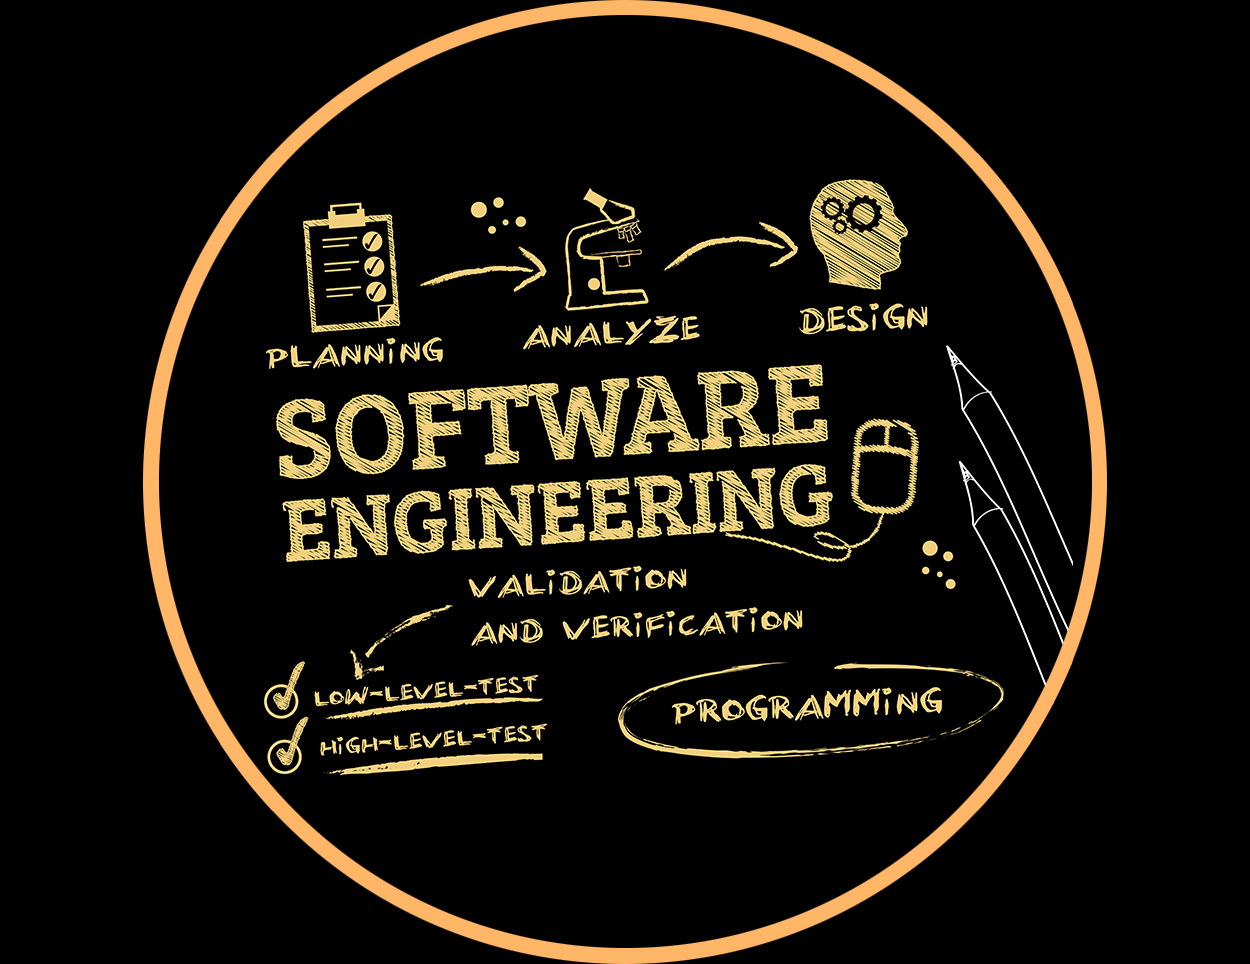 PLANNiNG
ANALYZE
DESiGN
SOFTWARE
ENGINEERING
VALiDATiON
AND VERiFiCATiON
LOW-LEVEL-TEST
HiGH-LEVEL-TEST
PROGRAMMiNG